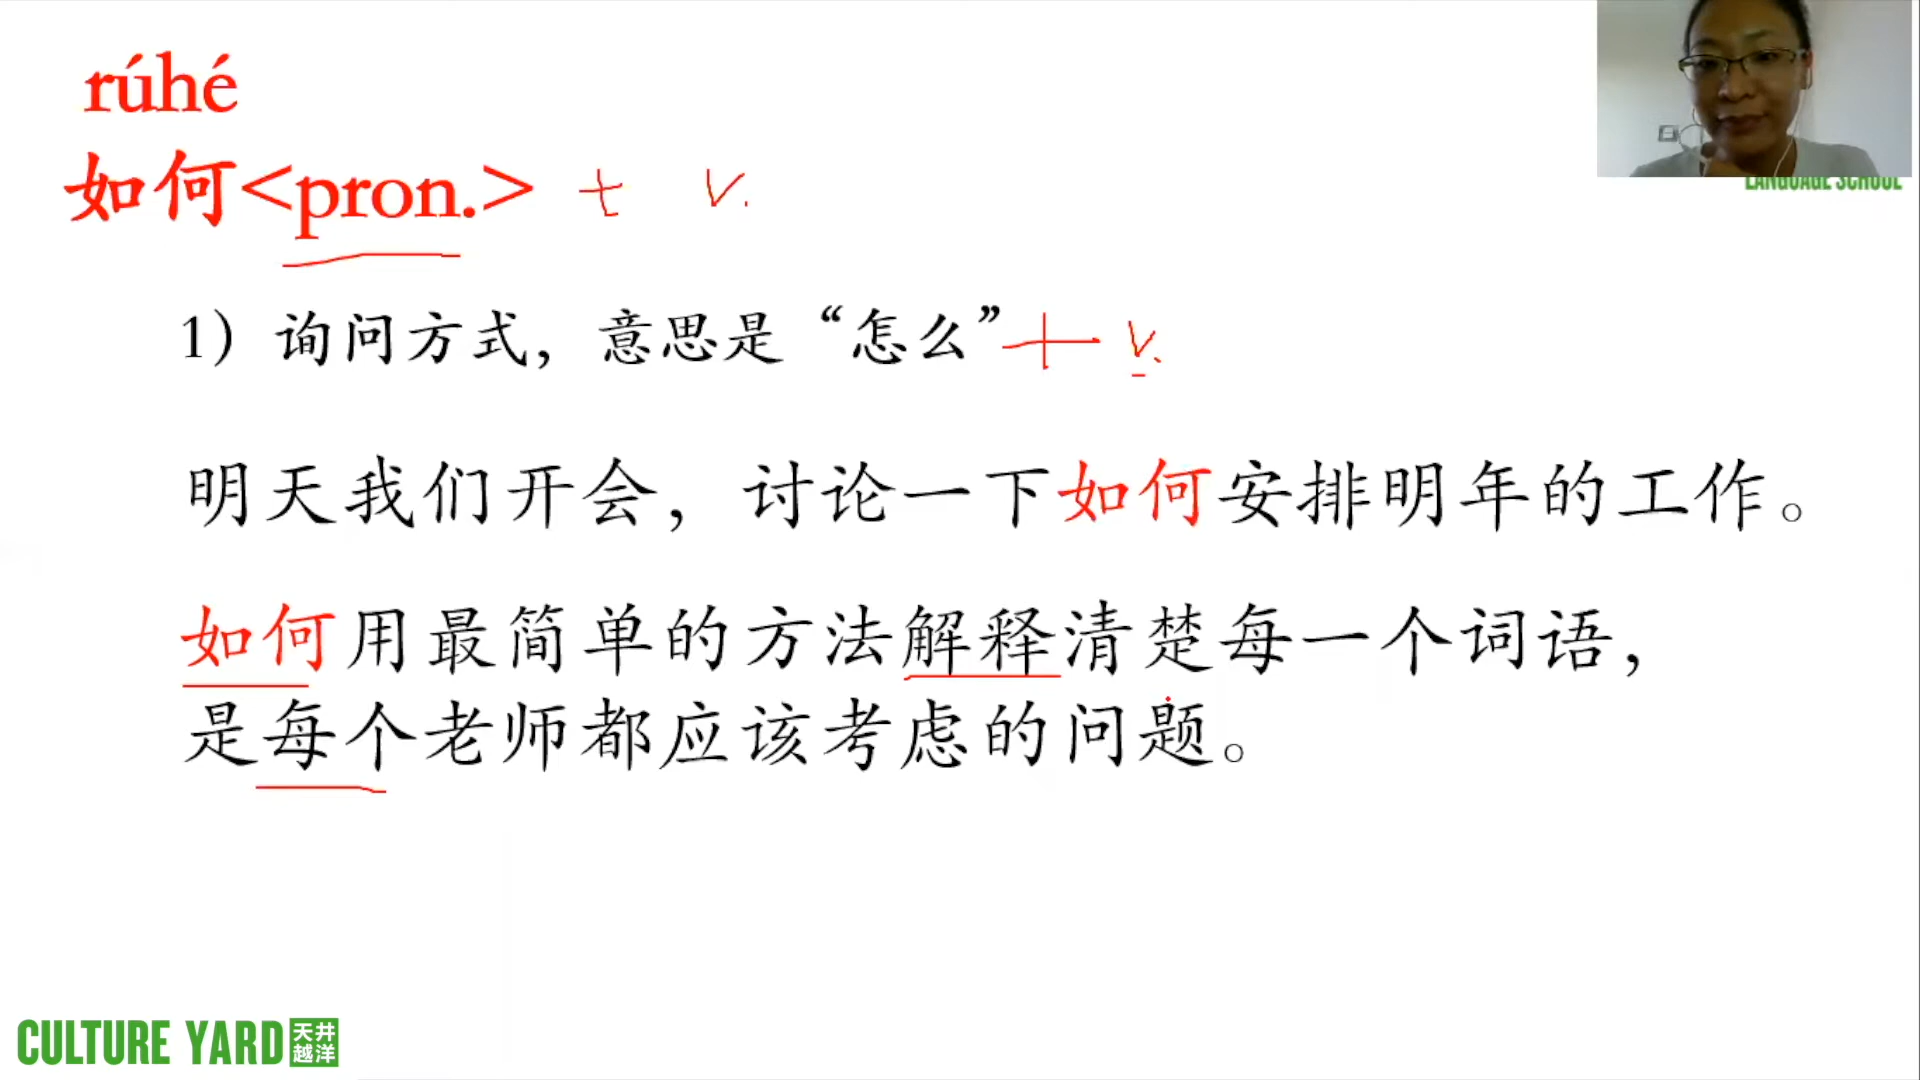 rúhé
如何<pron.> + v.
LANGUAGE SCHOOL
1）询问方式，意思是“怎么”+ v.
明天我们开会，讨论一下如何安排明年的工作。
如何用最简单的方法解释清楚每一个词语，
是每个老师都应该考虑的问题。
CULTURE YARD 天井越洋